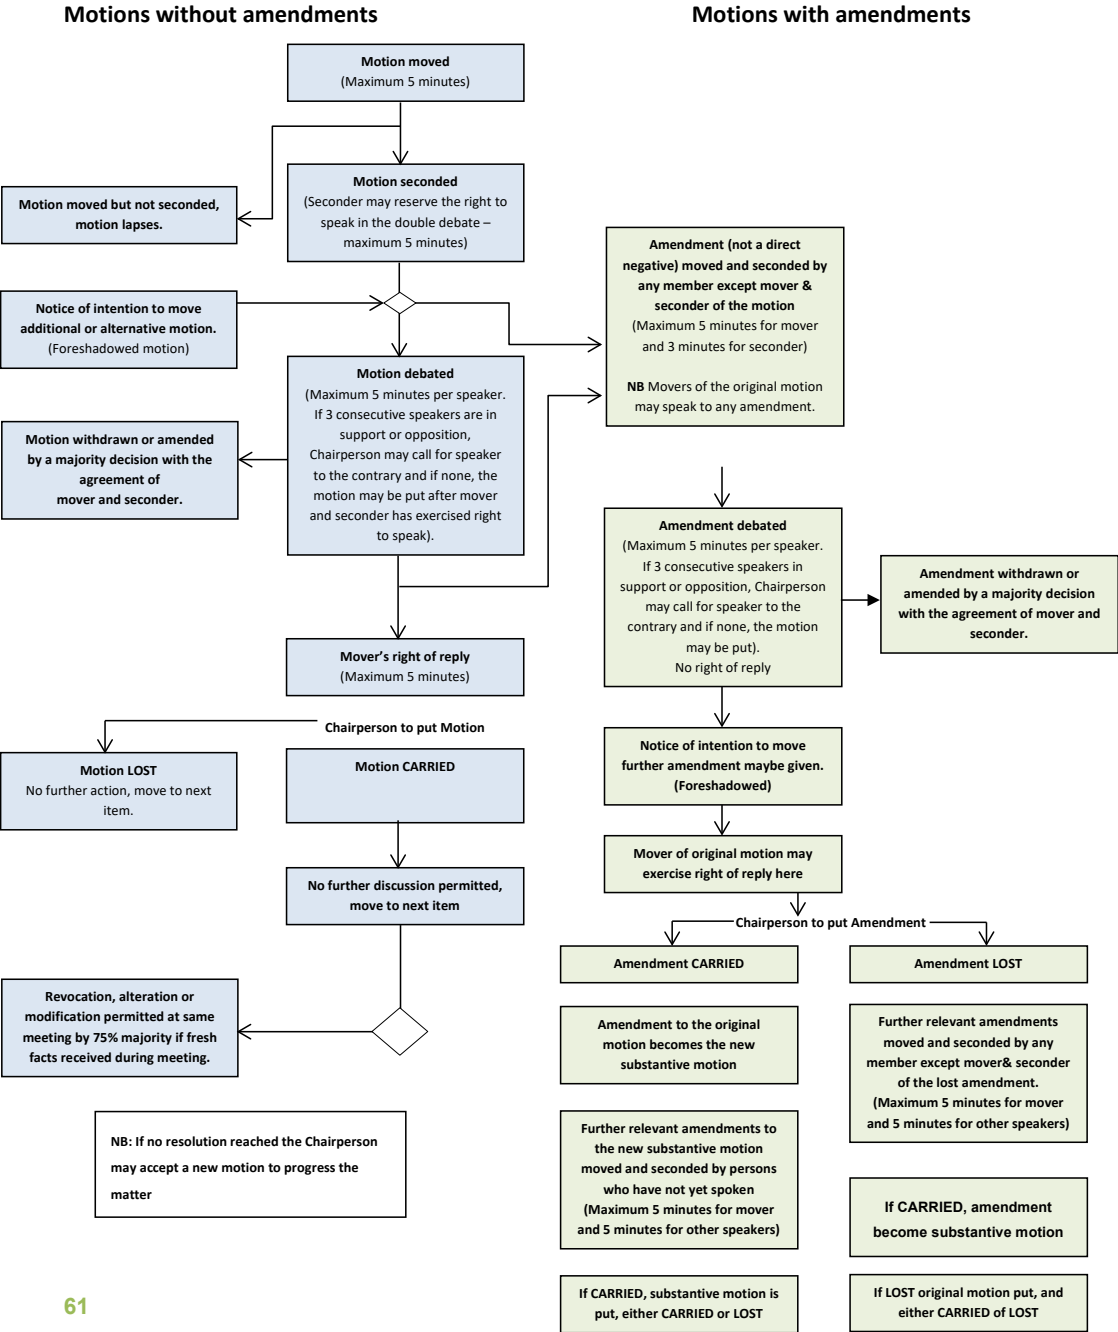 Motions without amendments
Motions with amendments
Motion moved
(Maximum 5 minutes)
Motion seconded
(Seconder may reserve the right to
speak in the double debate –
maximum 5 minutes)
Motion moved but not seconded,
motion lapses.
Notice of intention to move
additional or alternative motion.
(Foreshadowed motion)
Motion debated
(Maximum 5 minutes per speaker.
If 3 consecutive speakers are in
support or opposition,
Chairperson may call for speaker
to the contrary and if none, the
motion may be put after mover
and seconder has exercised right
to speak).
Motion withdrawn or amended
by a majority decision with the
agreement of
mover and seconder.
Mover’s right of reply
(Maximum 5 minutes)
Chairperson to put Motion
Motion LOST
No further action, move to next
item.
Motion CARRIED
No further discussion permitted,
move to next item
Revocation, alteration or
modification permitted at same
meeting by 75% majority if fresh
facts received during meeting.
NB: If no resolution reached the Chairperson
may accept a new motion to progress the
matter
Amendment (not a direct
negative) moved and seconded by
any member except mover &
seconder of the motion
(Maximum 5 minutes for mover
and 3 minutes for seconder)
NB Movers of the original motion
may speak to any amendment.
Amendment debated
(Maximum 5 minutes per speaker.
If 3 consecutive speakers in
support or opposition, Chairperson
may call for speaker to the
contrary and if none, the motion
may be put).
No right of reply
Amendment withdrawn or
amended by a majority decision
with the agreement of mover and
seconder.
Notice of intention to move
further amendment maybe given.
(Foreshadowed)
Mover of original motion may
exercise right of reply here
Chairperson to put Amendment
Amendment CARRIED
Amendment to the original
motion becomes the new
substantive motion
Further relevant amendments to
the new substantive motion
moved and seconded by persons
who have not yet spoken
(Maximum 5 minutes for mover
and 5 minutes for other speakers)
If CARRIED, substantive motion is
put, either CARRIED or LOST
Amendment LOST
Further relevant amendments
moved and seconded by any
member except mover& seconder
of the lost amendment.
(Maximum 5 minutes for mover
and 5 minutes for other speakers)
If CARRIED, amendment
become substantive motion
If LOST original motion put, and
either CARRIED of LOST
61